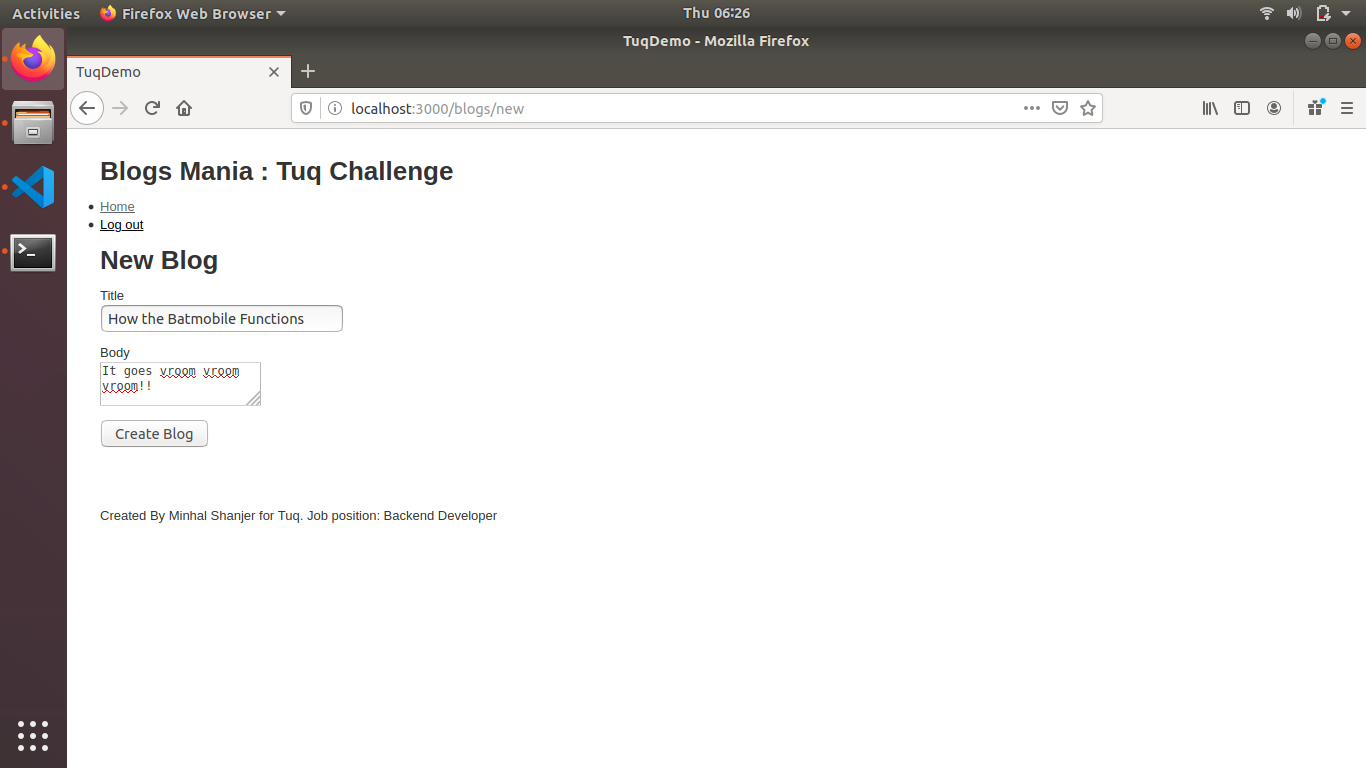 Activities
Firefox Web Browser
Thu 06:26
TuqDemo - Mozilla Firefox
TuqDemo
localhost:3000/blogs/new
Blogs Mania : Tuq Challenge
Home
Log out
New Blog
Title
How the Batmobile Functions
Body
It goes vroom vroom
vroom!!
Create Blog
Created By Minhal Shanjer for Tuq. Job position: Backend Developer